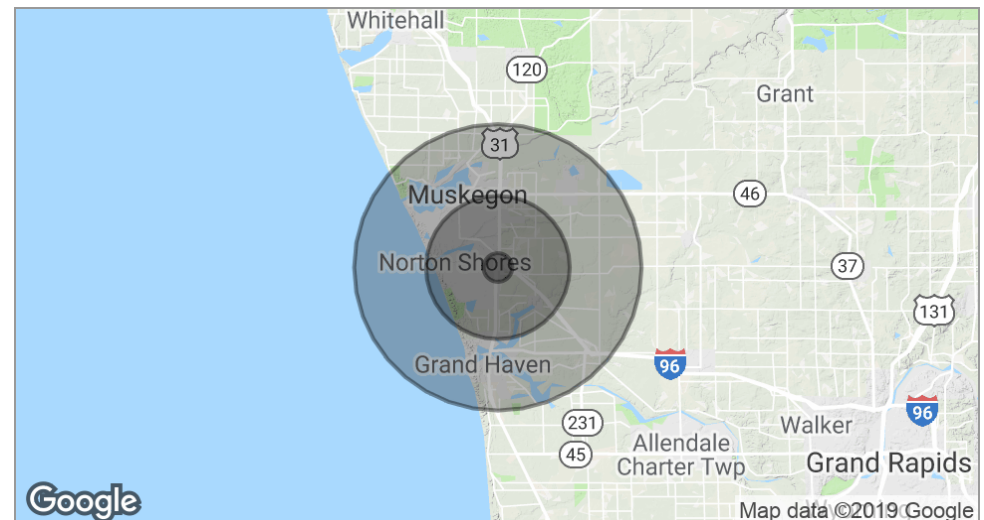 Whitehall
120
Grant
31
Muskegon
46
Norton Shores
37
131
Grand Haven
96
96
231
Walker
45
Allendale
Charter Twp
Grand Rapids
Google
Map data ©2019 Google